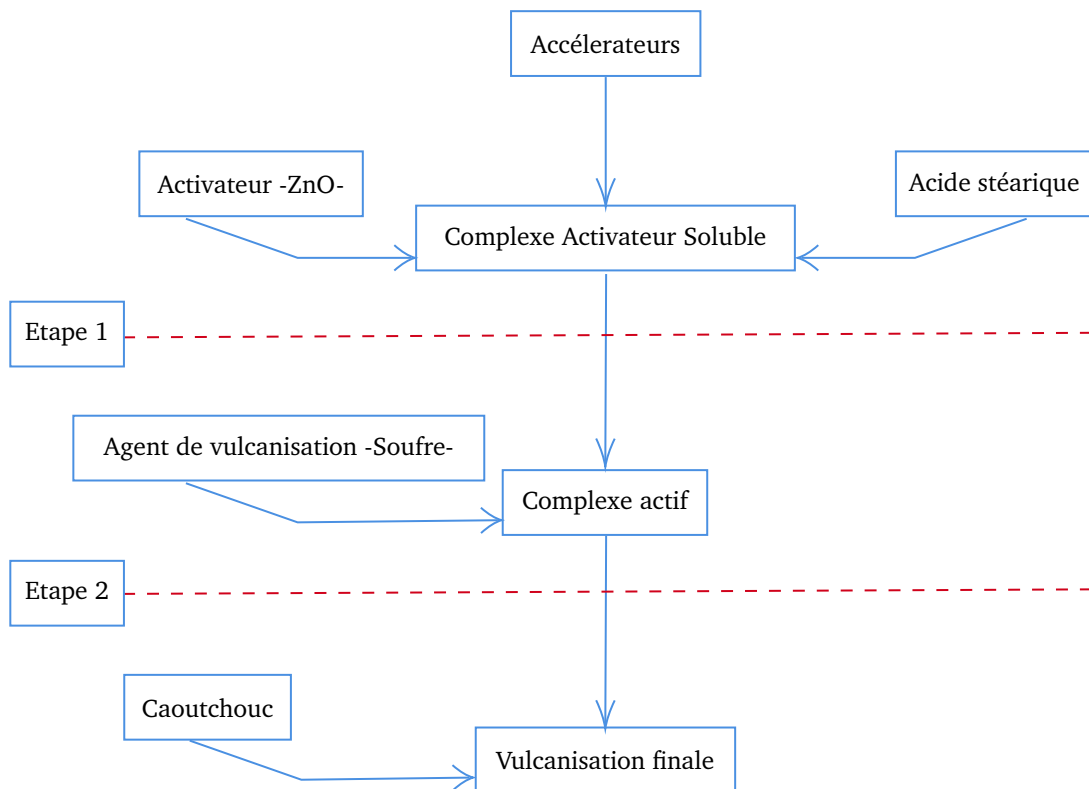 Accélerateurs
Activateur -ZnO-
Acide stéarique
Complexe Activateur Soluble
Etape 1
Agent de vulcanisation -Soufre-
Complexe actif
Etape 2
Caoutchouc
Vulcanisation finale